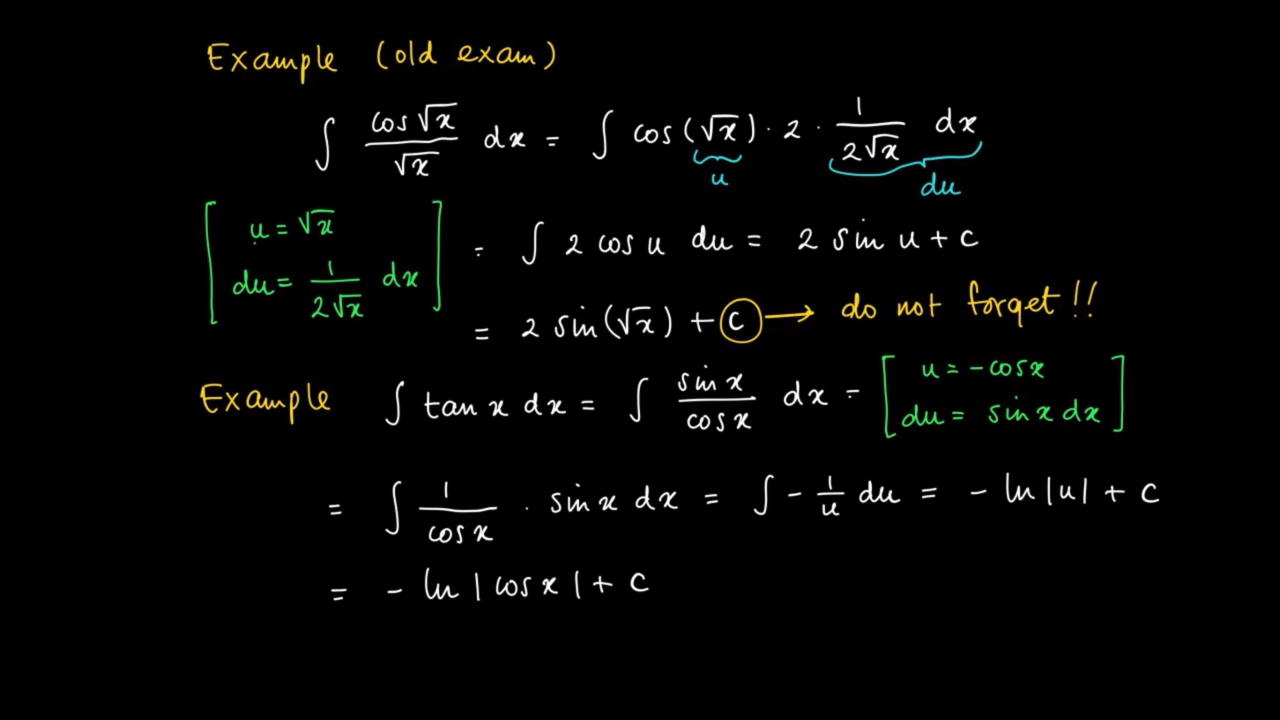 Example (old exam)
∫ cos√x / √x dx = ∫ cos(√x) · 2 · 1 / 2√x dx
u du
[ u = √x
du = 1 / 2√x dx ]
= ∫ 2 cos u du = 2 sin u + c
= 2 sin(√x) + c → do not forget!!
Example ∫ tan x dx = ∫ sin x / cos x dx = [ u = -cos x
du = sin x dx ]
= ∫ 1 / cos x · sin x dx = ∫ - 1/u du = - ln |u| + c
= - ln | cos x | + c